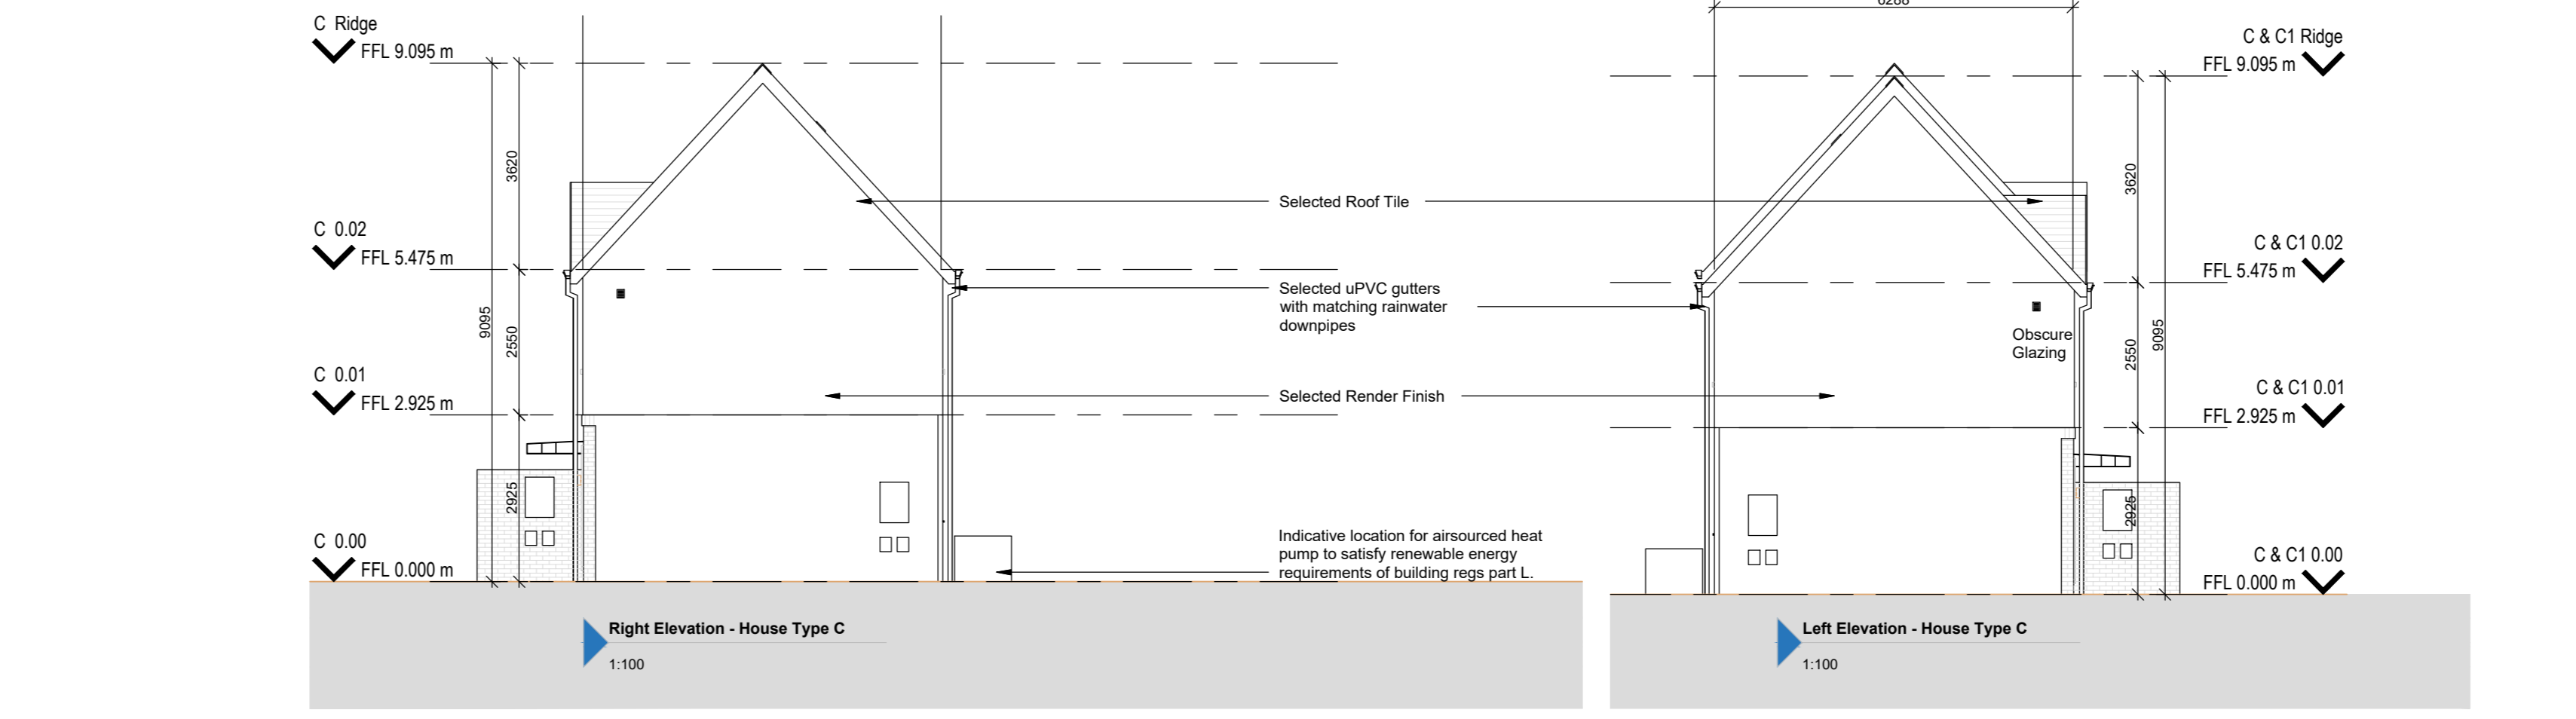 C Ridge
FFL 9.095 m
C 0.02
FFL 5.475 m
C 0.01
FFL 2.925 m
C 0.00
FFL 0.000 m
9095
3620
2550
2925
Selected Roof Tile
Selected uPVC gutters
with matching rainwater
downpipes
Selected Render Finish
Indicative location for airsourced heat
pump to satisfy renewable energy
requirements of building regs part L.
Right Elevation - House Type C
1:100
6288
Obscure
Glazing
3620
2550
2925
9095
C & C1 Ridge
FFL 9.095 m
C & C1 0.02
FFL 5.475 m
C & C1 0.01
FFL 2.925 m
C & C1 0.00
FFL 0.000 m
Left Elevation - House Type C
1:100